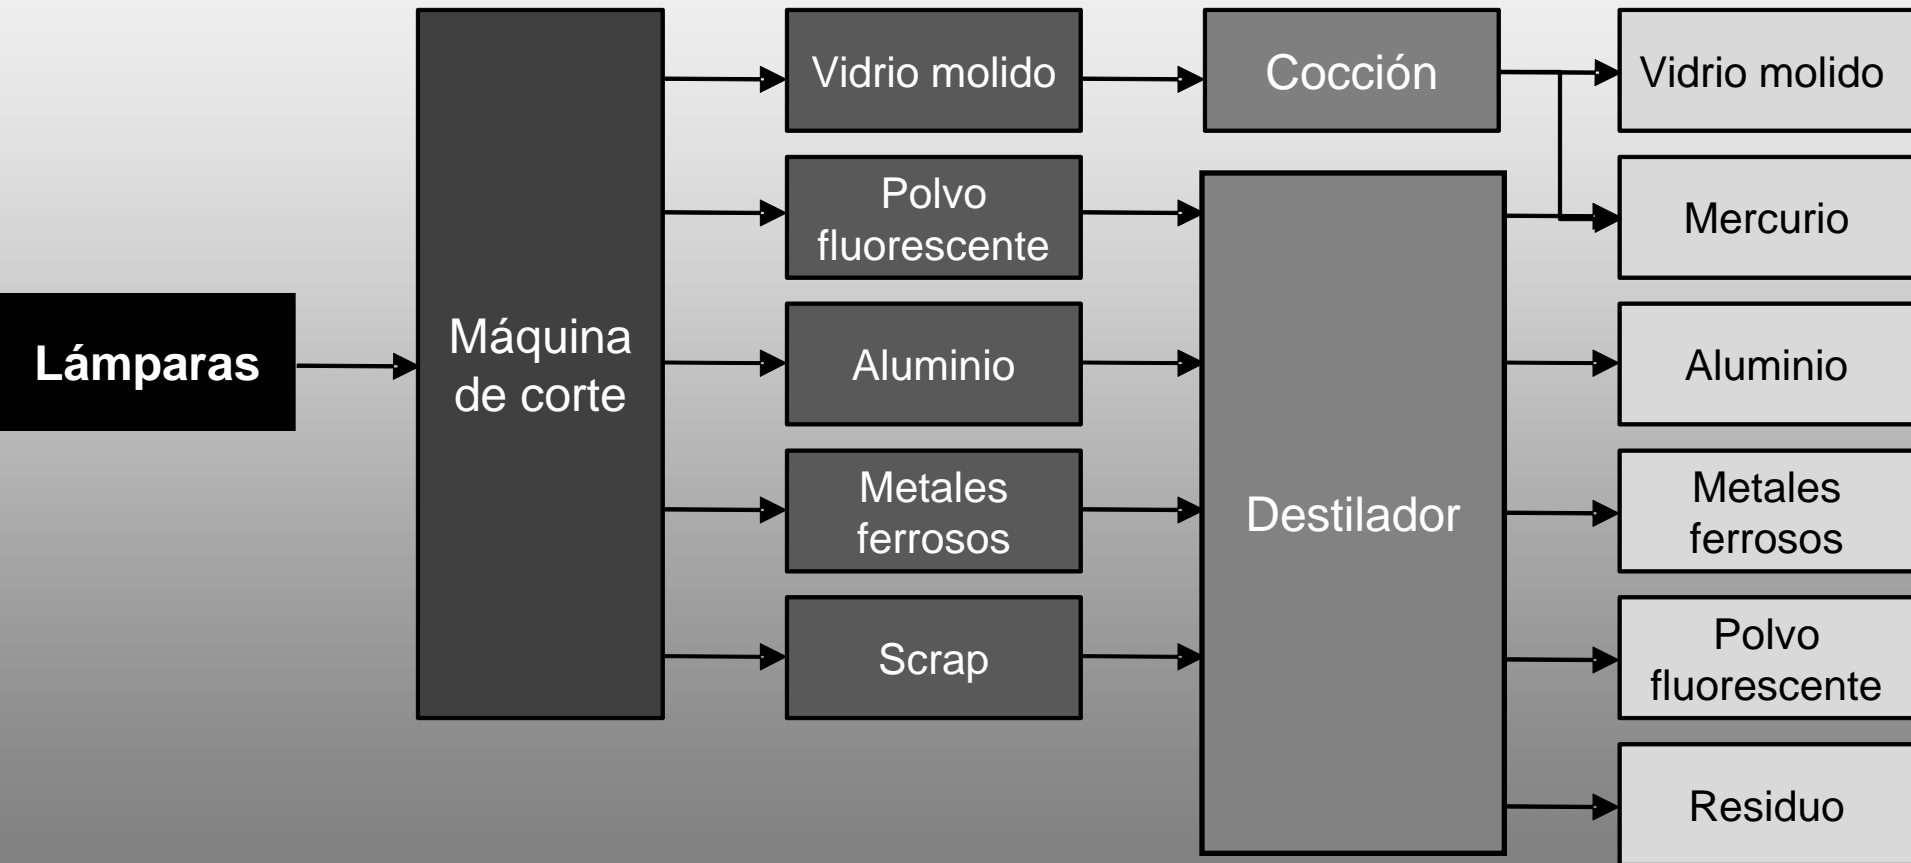 Lámparas
Máquina
de corte
Vidrio molido
Polvo
fluorescente
Aluminio
Metales
ferrosos
Scrap
Cocción
Destilador
Vidrio molido
Mercurio
Aluminio
Metales
ferrosos
Polvo
fluorescente
Residuo